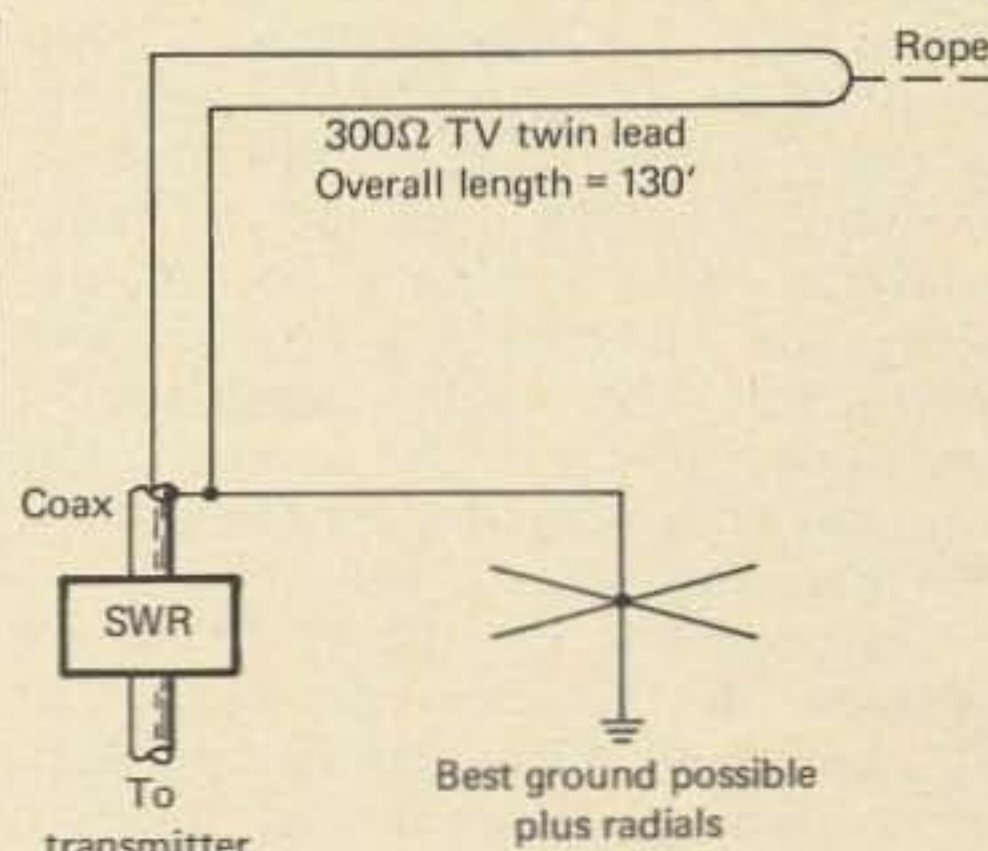 Rope
300Ω TV twin lead
Overall length = 130'
Coax
SWR
To
transmitter
Best ground possible
plus radials